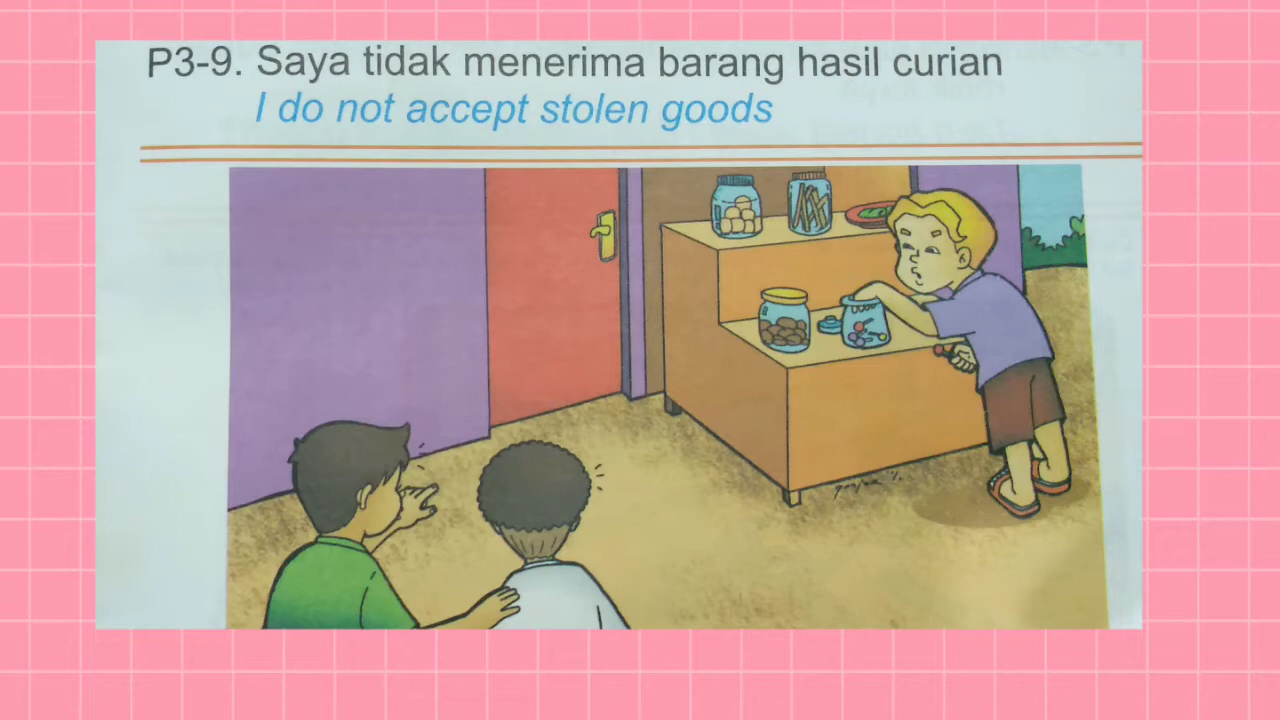 P3-9. Saya tidak menerima barang hasil curian
I do not accept stolen goods